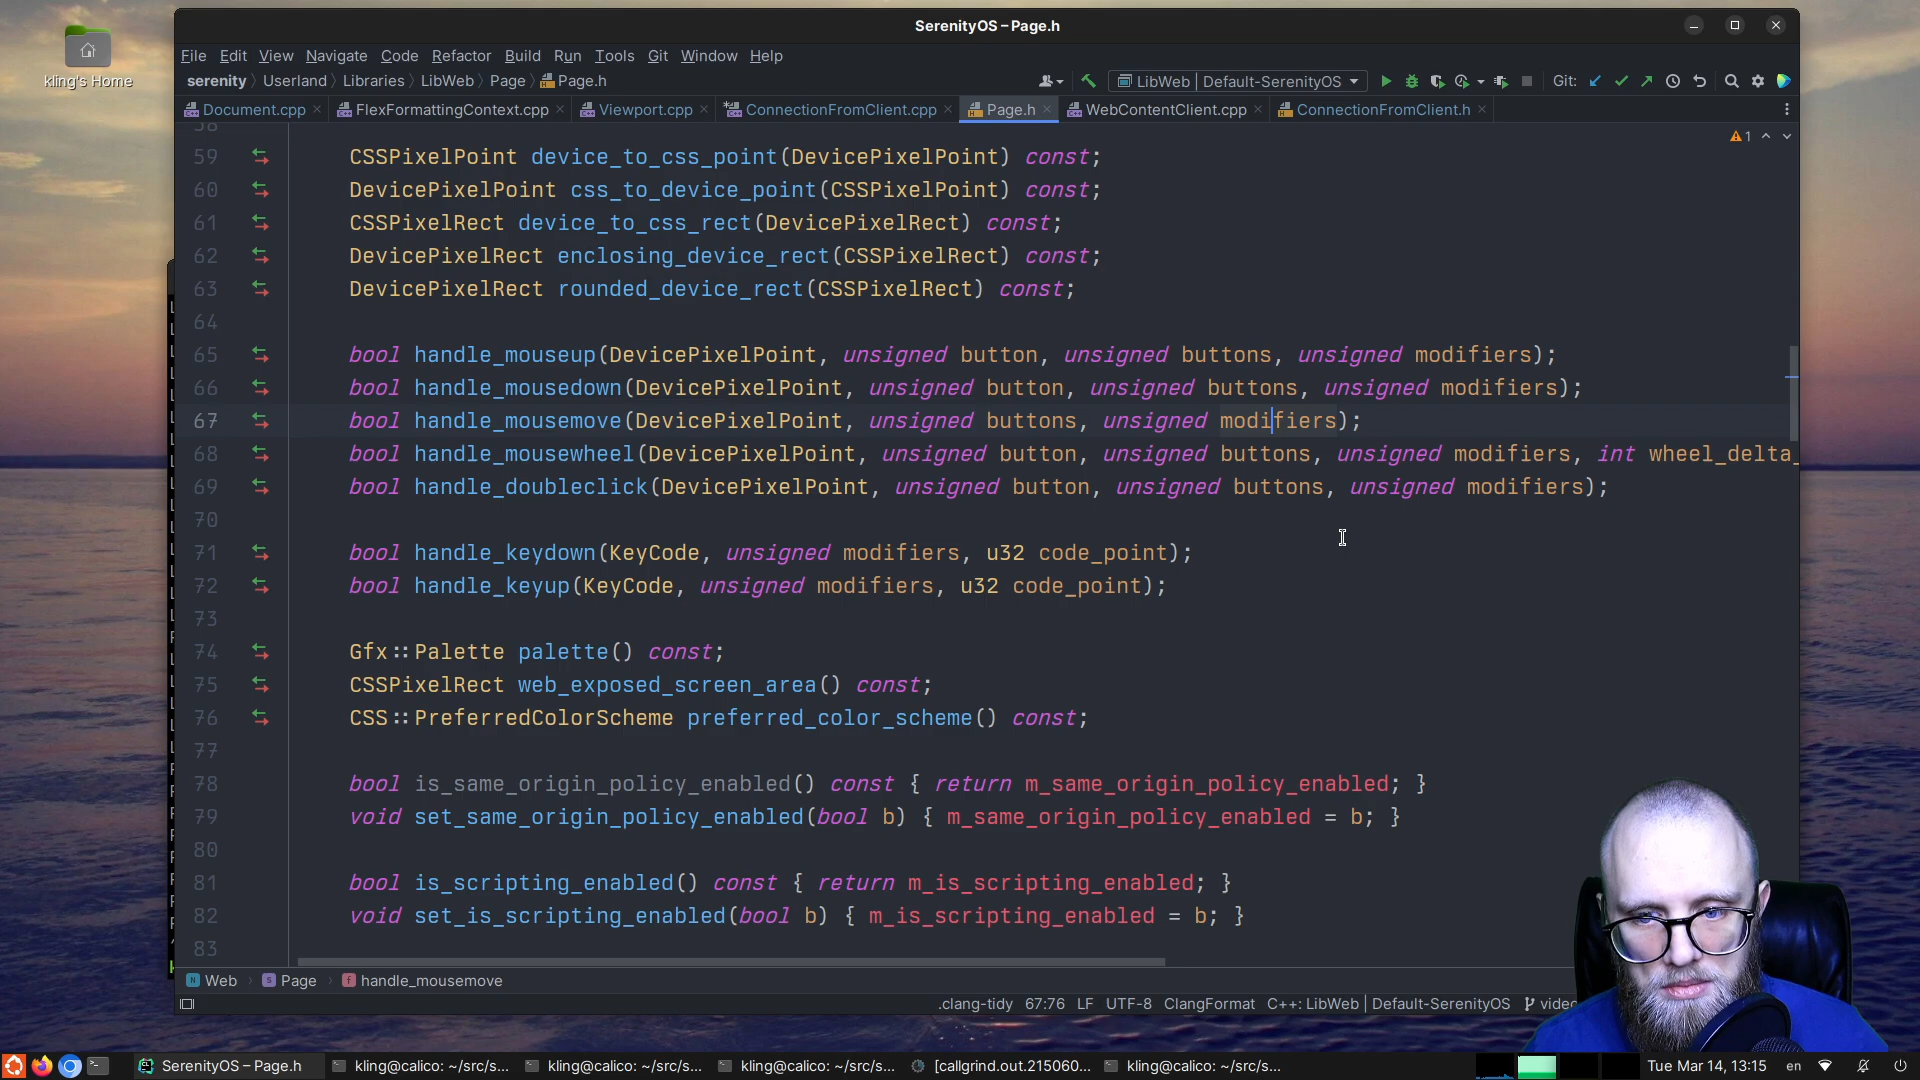 SerenityOS – Page.h
kling's Home
File Edit View Navigate Code Refactor Build Run Tools Git Window Help
serenity Userland Libraries LibWeb Page Page.h
LibWeb | Default-SerenityOS
Git:
Document.cpp FlexFormattingContext.cpp Viewport.cpp ConnectionFromClient.cpp Page.h WebContentClient.cpp ConnectionFromClient.h
58
1
59 CSSPixelPoint device_to_css_point(DevicePixelPoint) const;
60 DevicePixelPoint css_to_device_point(CSSPixelPoint) const;
61 CSSPixelRect device_to_css_rect(DevicePixelRect) const;
62 DevicePixelRect enclosing_device_rect(CSSPixelRect) const;
63 DevicePixelRect rounded_device_rect(CSSPixelRect) const;
64
65 bool handle_mouseup(DevicePixelPoint, unsigned button, unsigned buttons, unsigned modifiers);
66 bool handle_mousedown(DevicePixelPoint, unsigned button, unsigned buttons, unsigned modifiers);
67 bool handle_mousemove(DevicePixelPoint, unsigned buttons, unsigned modifiers);
68 bool handle_mousewheel(DevicePixelPoint, unsigned button, unsigned buttons, unsigned modifiers, int wheel_delta_
69 bool handle_doubleclick(DevicePixelPoint, unsigned button, unsigned buttons, unsigned modifiers);
70
71 bool handle_keydown(KeyCode, unsigned modifiers, u32 code_point);
72 bool handle_keyup(KeyCode, unsigned modifiers, u32 code_point);
73
74 Gfx::Palette palette() const;
75 CSSPixelRect web_exposed_screen_area() const;
76 CSS::PreferredColorScheme preferred_color_scheme() const;
77
78 bool is_same_origin_policy_enabled() const { return m_same_origin_policy_enabled; }
79 void set_same_origin_policy_enabled(bool b) { m_same_origin_policy_enabled = b; }
80
81 bool is_scripting_enabled() const { return m_is_scripting_enabled; }
82 void set_is_scripting_enabled(bool b) { m_is_scripting_enabled = b; }
83
Web Page handle_mousemove
.clang-tidy 67:76 LF UTF-8 ClangFormat C++: LibWeb | Default-SerenityOS
SerenityOS – Page.h kling@calico: ~/src/s... kling@calico: ~/src/s... kling@calico: ~/src/s... [callgrind.out.215060... kling@calico: ~/src/s... Tue Mar 14, 13:15 en